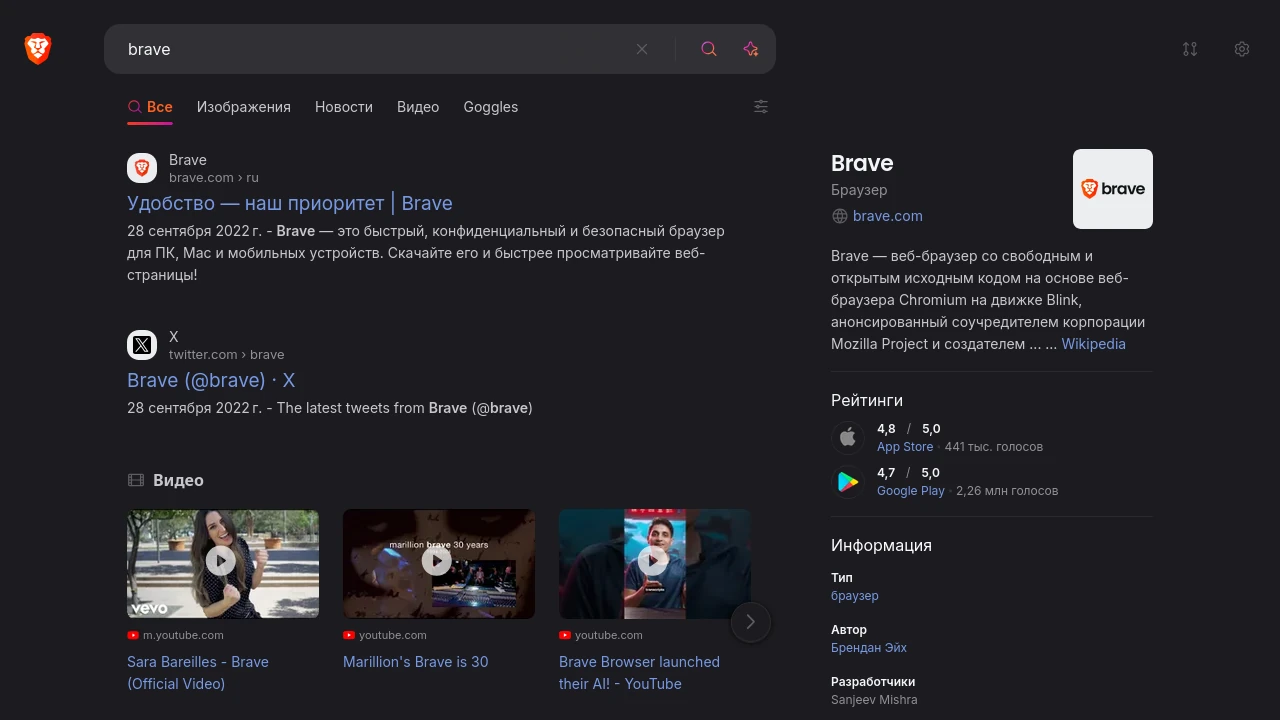 brave
Все
Изображения
Новости
Видео
Goggles
Brave
brave.com › ru
Удобство — наш приоритет | Brave
28 сентября 2022 г. - Brave — это быстрый, конфиденциальный и безопасный браузер
для ПК, Mac и мобильных устройств. Скачайте его и быстрее просматривайте веб-
страницы!
X
twitter.com › brave
Brave (@brave) · X
28 сентября 2022 г. - The latest tweets from Brave (@brave)
Видео
vevo
m.youtube.com
Sara Bareilles - Brave
(Official Video)
marillion brave 30 years
youtube.com
Marillion's Brave is 30
youtube.com
Brave Browser launched
their AI! - YouTube
Brave
Браузер
brave.com
brave
Brave — веб-браузер со свободным и
открытым исходным кодом на основе веб-
браузера Chromium на движке Blink,
анонсированный соучредителем корпорации
Mozilla Project и создателем ... ... Wikipedia
Рейтинги
4,8 / 5,0
App Store · 441 тыс. голосов
4,7 / 5,0
Google Play · 2,26 млн голосов
Информация
Тип
браузер
Автор
Брендан Эйх
Разработчики
Sanjeev Mishra